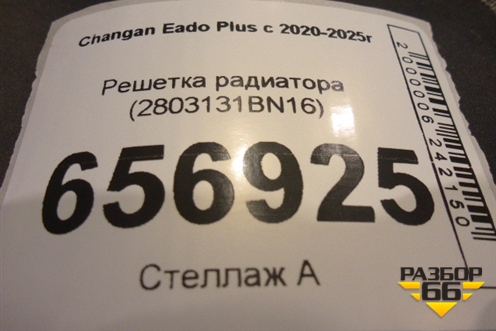 Changan Eado Plus с 2020-2025г
Решетка радиатора
(2803131BN16)
656925
Стеллаж А
2000006242150
РАЗБОР
66